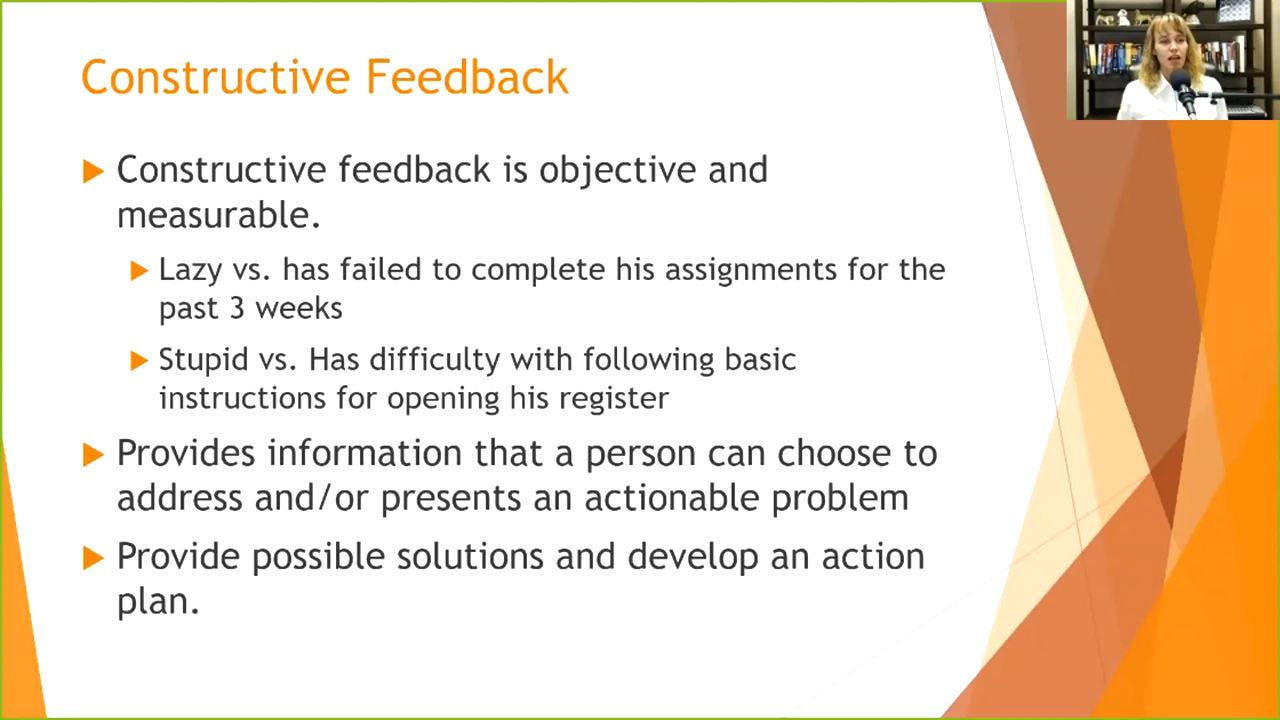 Constructive Feedback
Constructive feedback is objective and
measurable.
Lazy vs. has failed to complete his assignments for the
past 3 weeks
Stupid vs. Has difficulty with following basic
instructions for opening his register
Provides information that a person can choose to
address and/or presents an actionable problem
Provide possible solutions and develop an action
plan.